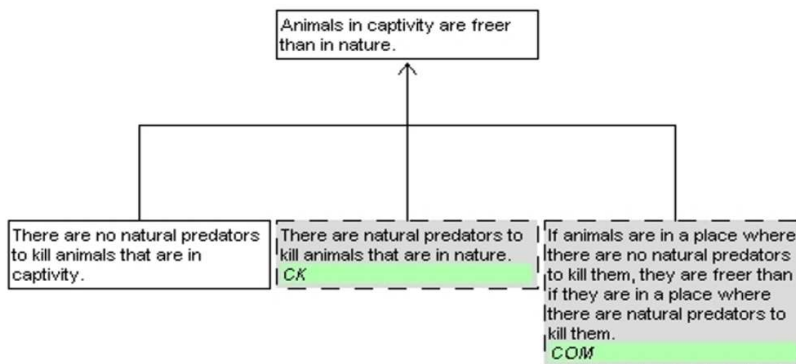 Animals in captivity are freer
than in nature.
There are no natural predators
to kill animals that are in
captivity.
There are natural predators to
kill animals that are in nature.
CK
If animals are in a place where
there are no natural predators
to kill them, they are freer than
if they are in a place where
there are natural predators to
kill them.
COM